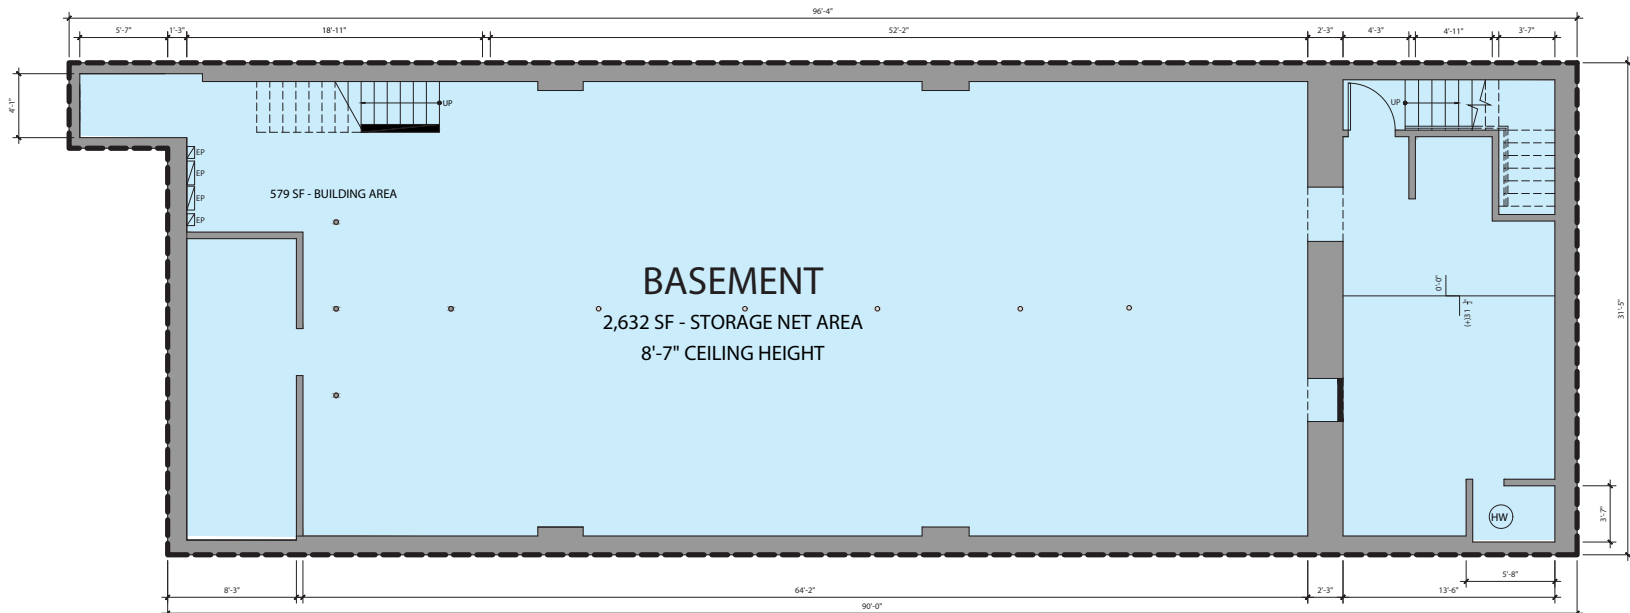 96'-4"
5'-7"
1'-3"
18'-11"
52'-2"
2'-3"
4'-3"
4'-11"
3'-7"
4'-1"
UP
UP
EP
EP
EP
EP
579 SF - BUILDING AREA
BASEMENT
2,632 SF - STORAGE NET AREA
8'-7" CEILING HEIGHT
0'-0"
31'-5"
HW
3'-7"
5'-8"
8'-3"
64'-2"
2'-3"
13'-6"
90'-0"